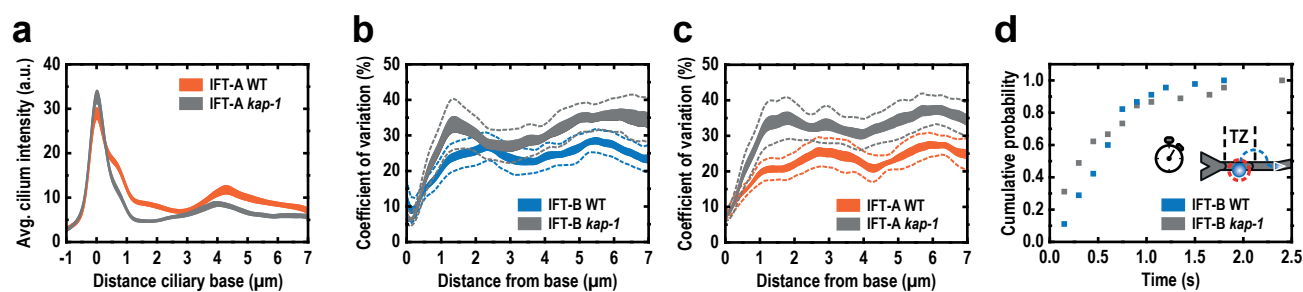 a
Avg. cilium intensity (a.u.)
40
30
20
10
0
IFT-A WT
IFT-A kap-1
-1 0 1 2 3 4 5 6 7
Distance ciliary base (µm)
b
Coefficient of variation (%)
50
40
30
20
10
0
IFT-B WT
IFT-B kap-1
0 1 2 3 4 5 6 7
Distance from base (µm)
c
Coefficient of variation (%)
50
40
30
20
10
0
IFT-A WT
IFT-A kap-1
0 1 2 3 4 5 6 7
Distance from base (µm)
d
Cumulative probability
1.0
0.8
0.6
0.4
0.2
0.0
TZ
IFT-B WT
IFT-B kap-1
0.0 0.5 1.0 1.5 2.0 2.5
Time (s)